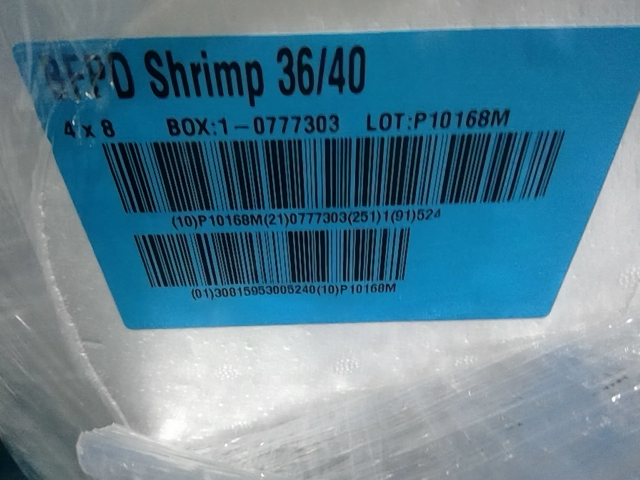 Shrimp 36/40
4 x 8 BOX:1-0777303 LOT:P10168M
(10)P10168M(21)0777303(251)1(91)524
(01)30815953005240(10)P10168M